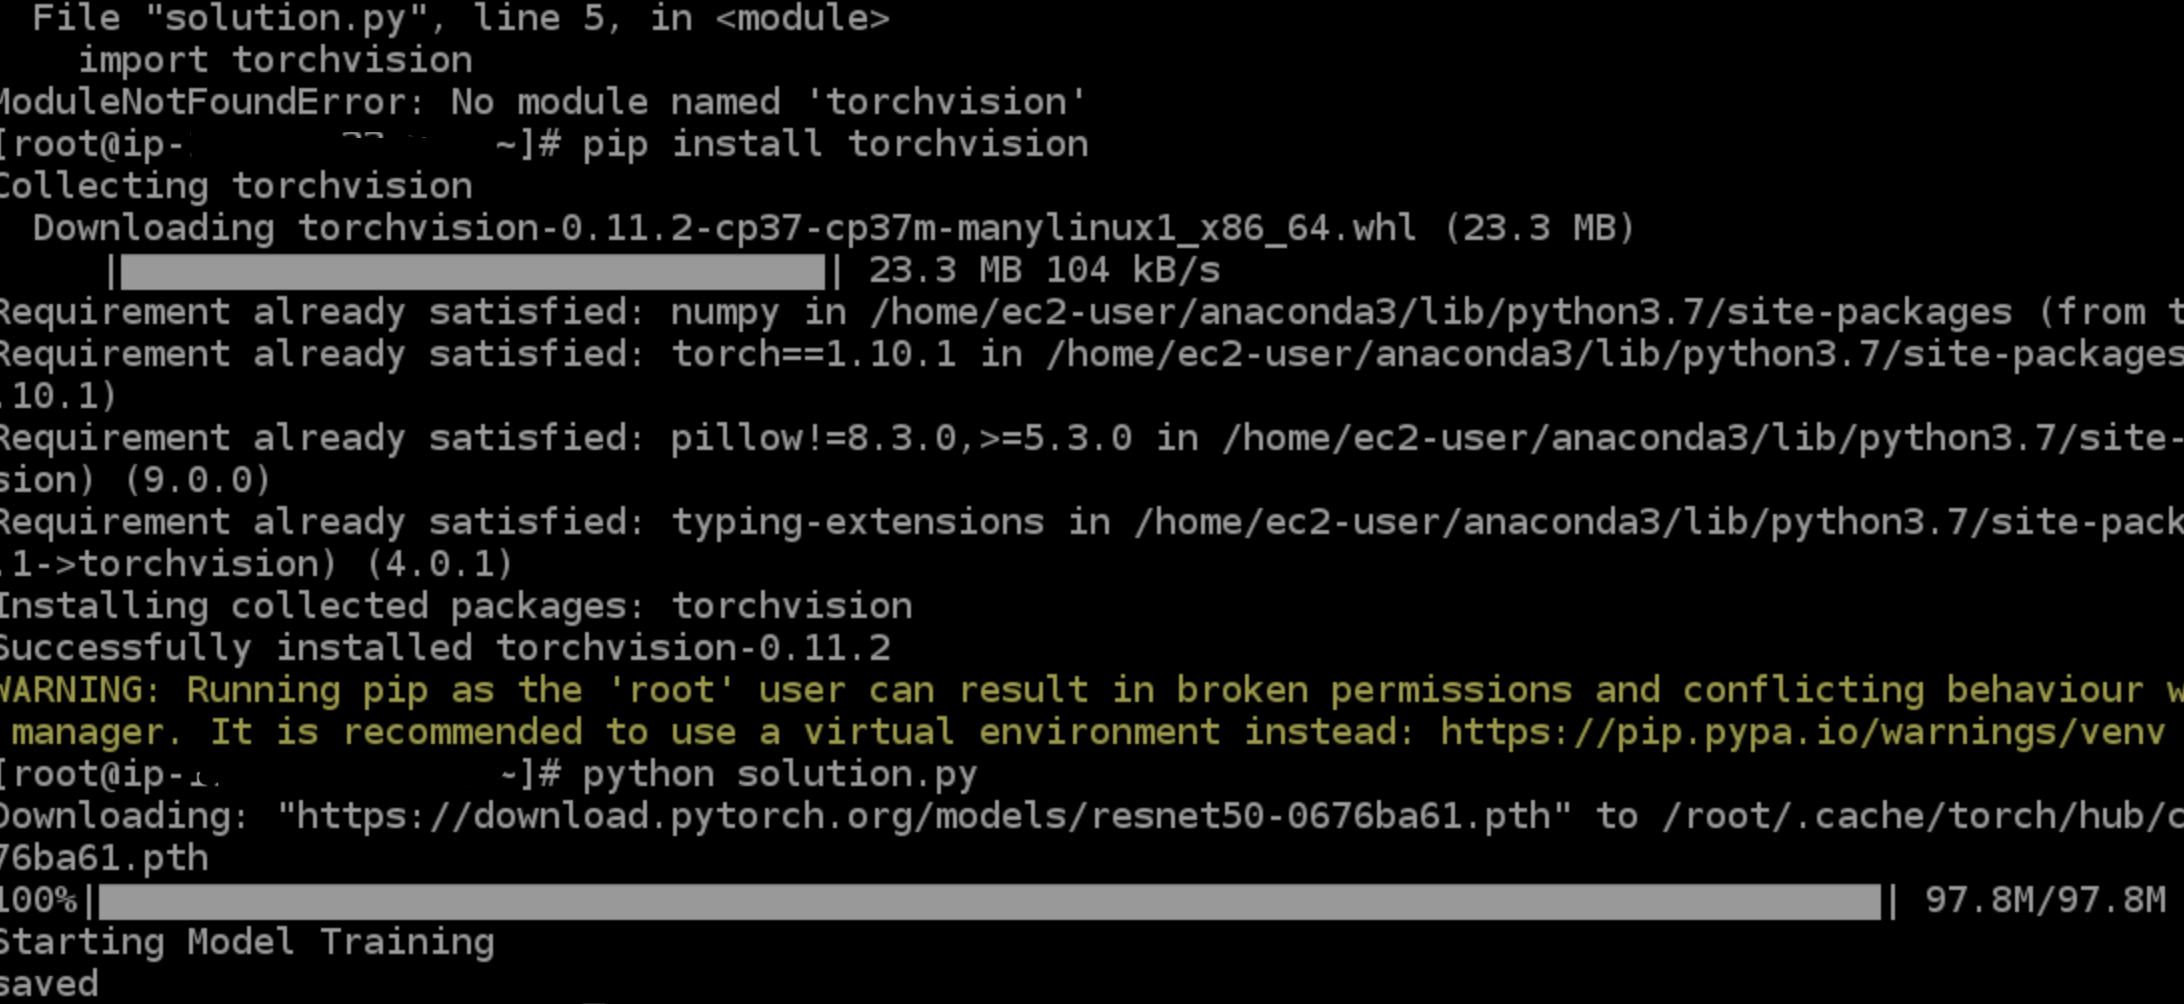 File "solution.py", line 5, in <module>
import torchvision
ModuleNotFoundError: No module named 'torchvision'
[root@ip- ~]# pip install torchvision
Collecting torchvision
Downloading torchvision-0.11.2-cp37-cp37m-manylinux1_x86_64.whl (23.3 MB)
| | 23.3 MB 104 kB/s
Requirement already satisfied: numpy in /home/ec2-user/anaconda3/lib/python3.7/site-packages (from t
Requirement already satisfied: torch==1.10.1 in /home/ec2-user/anaconda3/lib/python3.7/site-packages
.10.1)
Requirement already satisfied: pillow!=8.3.0,>=5.3.0 in /home/ec2-user/anaconda3/lib/python3.7/site-
sion) (9.0.0)
Requirement already satisfied: typing-extensions in /home/ec2-user/anaconda3/lib/python3.7/site-pack
.1->torchvision) (4.0.1)
Installing collected packages: torchvision
Successfully installed torchvision-0.11.2
WARNING: Running pip as the 'root' user can result in broken permissions and conflicting behaviour w
manager. It is recommended to use a virtual environment instead: https://pip.pypa.io/warnings/venv
[root@ip- ~]# python solution.py
Downloading: "https://download.pytorch.org/models/resnet50-0676ba61.pth" to /root/.cache/torch/hub/c
76ba61.pth
100%| | 97.8M/97.8M
Starting Model Training
saved